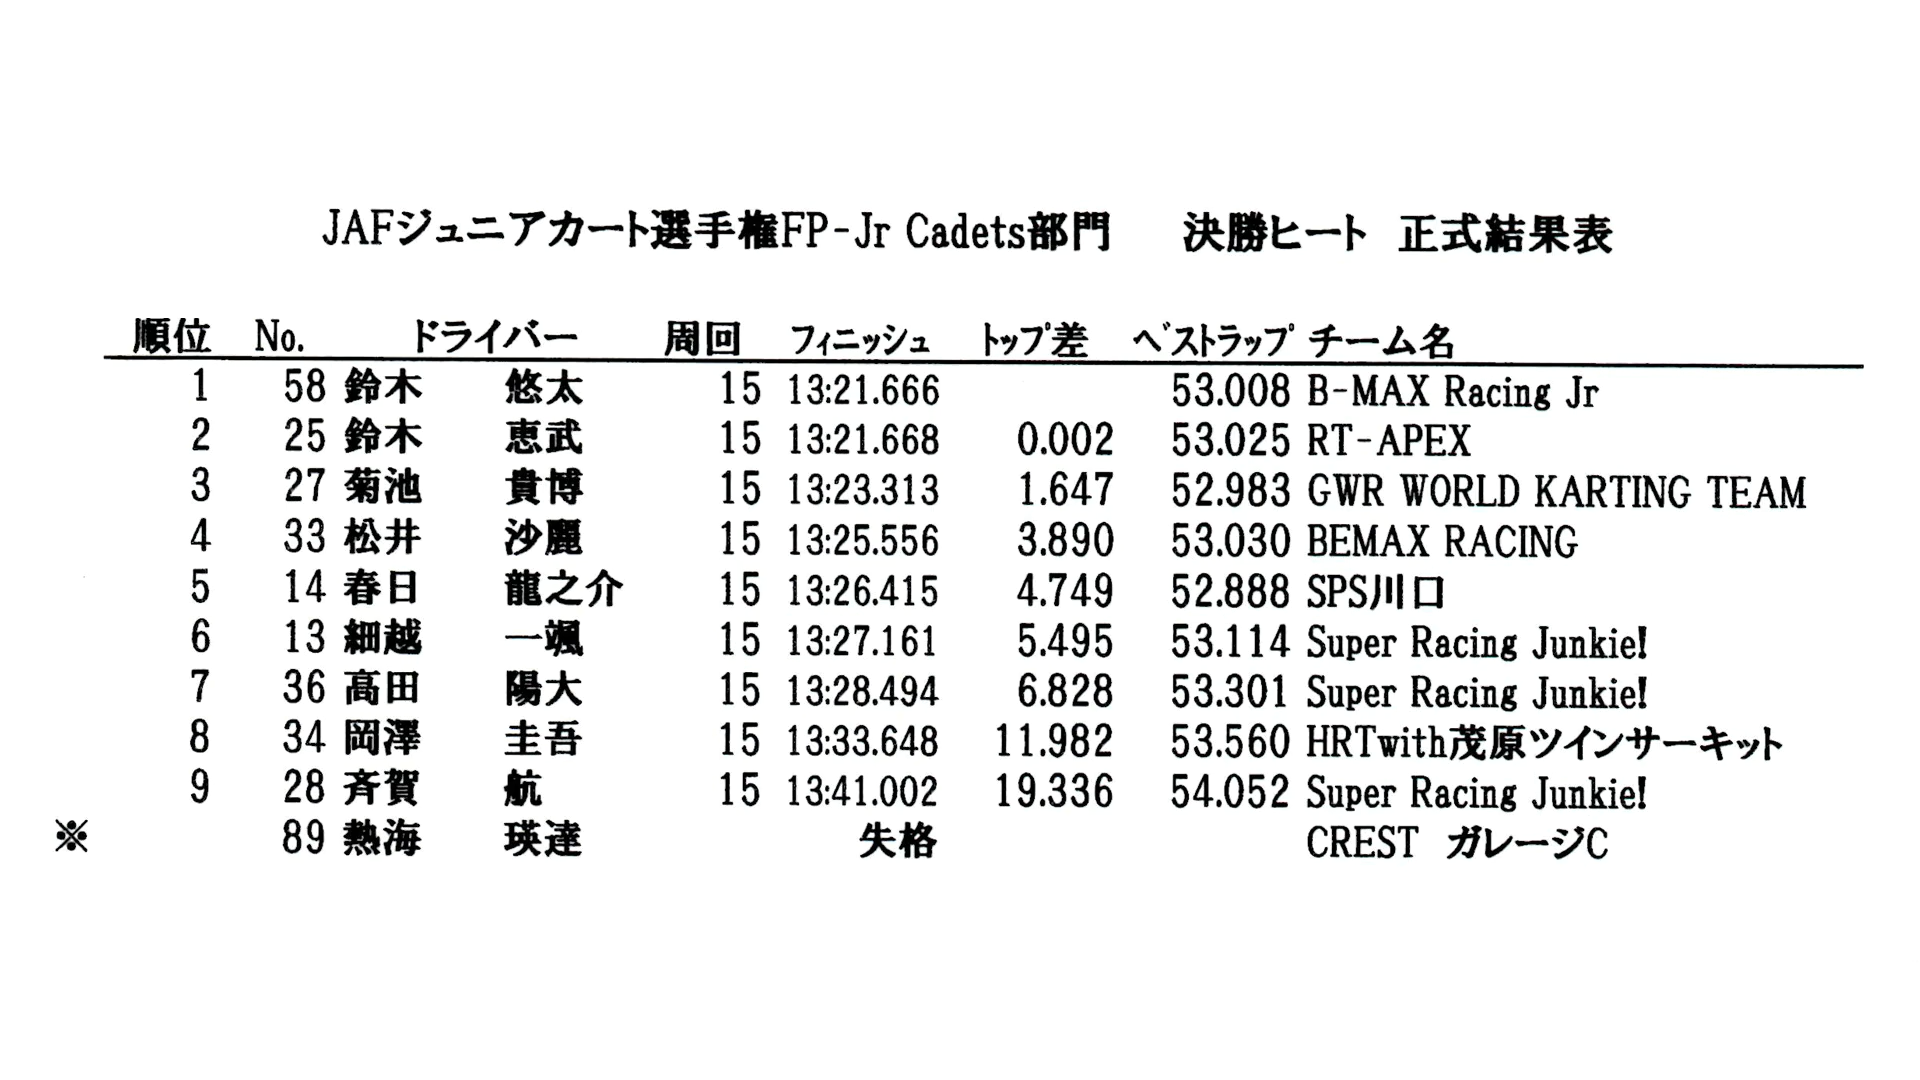 JAFジュニアカート選手権FP-Jr Cadets部門　決勝ヒート　正式結果表
順位 No. ドライバー 周回 フィニッシュ トップ差 ベストラップ チーム名
1 58 鈴木 悠太 15 13:21.666 53.008 B-MAX Racing Jr
2 25 鈴木 恵武 15 13:21.668 0.002 53.025 RT-APEX
3 27 菊池 貴博 15 13:23.313 1.647 52.983 GWR WORLD KARTING TEAM
4 33 松井 沙麗 15 13:25.556 3.890 53.030 BEMAX RACING
5 14 春日 龍之介 15 13:26.415 4.749 52.888 SPS川口
6 13 細越 一颯 15 13:27.161 5.495 53.114 Super Racing Junkie!
7 36 髙田 陽大 15 13:28.494 6.828 53.301 Super Racing Junkie!
8 34 岡澤 圭吾 15 13:33.648 11.982 53.560 HRTwith茂原ツインサーキット
9 28 斉賀 航 15 13:41.002 19.336 54.052 Super Racing Junkie!
※ 89 熱海 瑛達 失格 CREST ガレージC